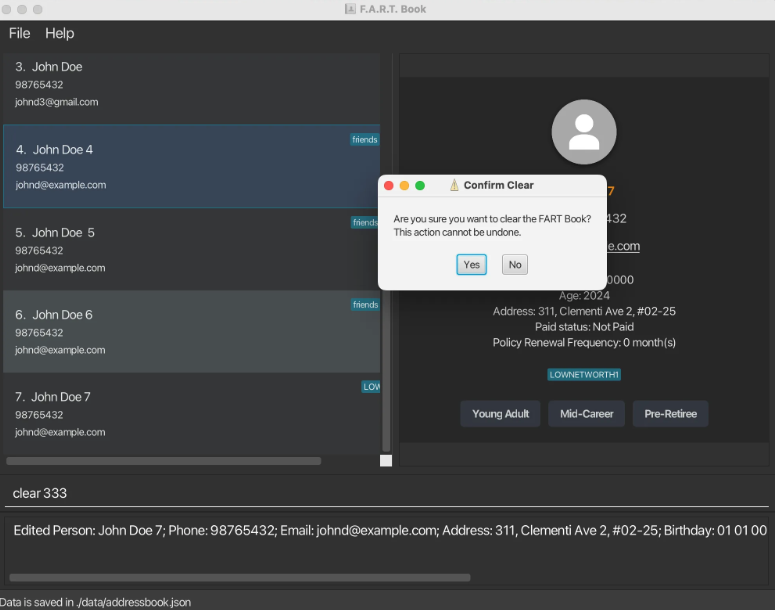 F.A.R.T. Book
File Help
3. John Doe
98765432
johnd3@gmail.com
friends
4. John Doe 4
98765432
johnd@example.com
friends
5. John Doe 5
98765432
johnd@example.com
friends
6. John Doe 6
98765432
johnd@example.com
LOW
7. John Doe 7
98765432
johnd@example.com
Confirm Clear
Are you sure you want to clear the FART Book?
This action cannot be undone.
Yes No
7
432
e.com
0000
Age: 2024
Address: 311, Clementi Ave 2, #02-25
Paid status: Not Paid
Policy Renewal Frequency: 0 month(s)
LOWNETWORTH1
Young Adult Mid-Career Pre-Retiree
clear 333
Edited Person: John Doe 7; Phone: 98765432; Email: johnd@example.com; Address: 311, Clementi Ave 2, #02-25; Birthday: 01 01 00
Data is saved in ./data/addressbook.json